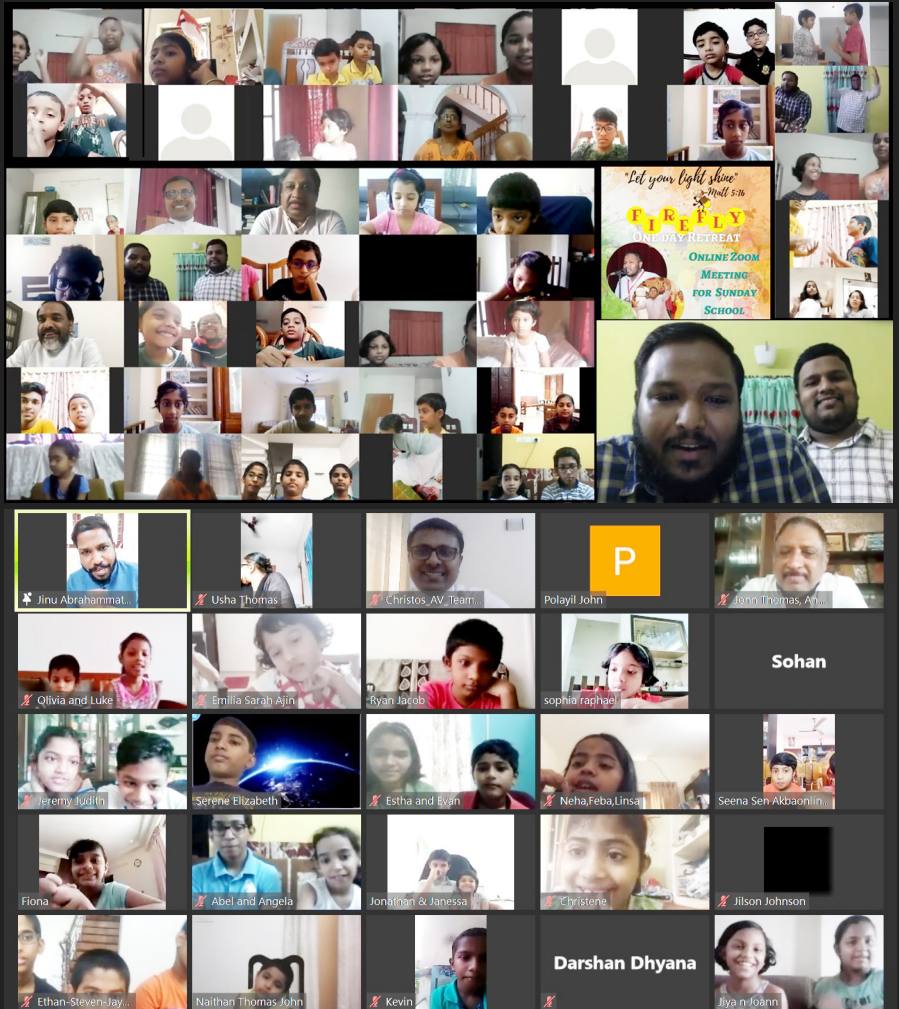 "Let your light shine"
-Matt 5:16
FIREFLY
ONE DAY RETREAT
ONLINE ZOOM
MEETING
FOR SUNDAY
SCHOOL
Jinu Abrahammat...
Usha Thomas
Christos_AV_Team...
P
Polayil John
John Thomas, An...
Olivia and Luke
Emilia Sarah Ajin
Ryan Jacob
sophia raphael
Sohan
Jeremy Judith
Serene Elizabeth
Estha and Evan
Neha,Feba,Linsa
Seena Sen Akbaonlin...
Fiona
Abel and Angela
Jonathan & Janessa
Christene
Jilson Johnson
Ethan-Steven-Jay...
Naithan Thomas John
Kevin
Darshan Dhyana
Jiya n Joann